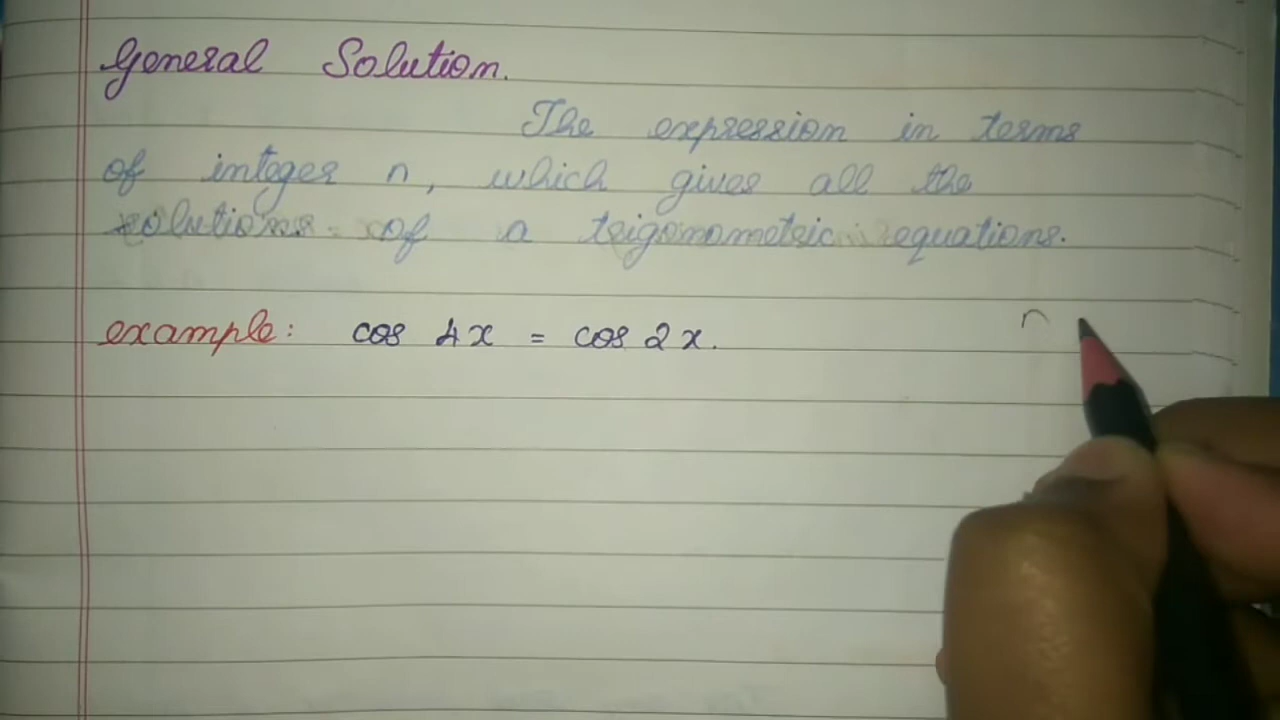 General Solution.
The expression in terms
of integer n, which gives all the
solutions of a trigonometric equations.
example: cos 4x = cos 2x. n